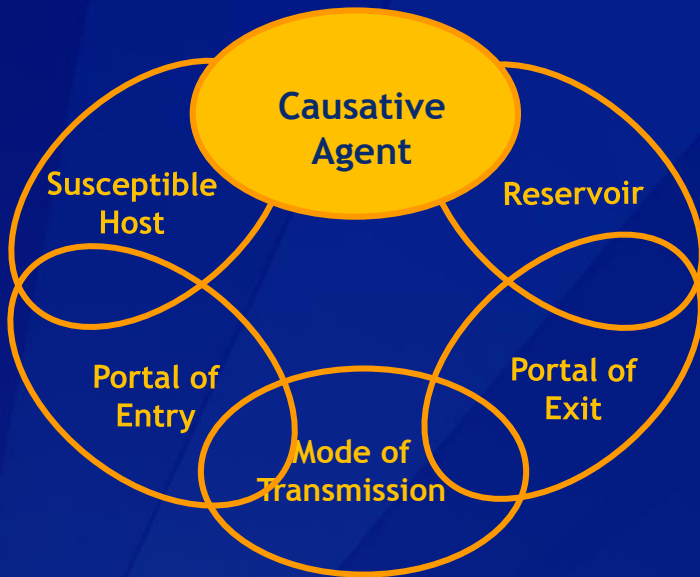 Causative
Agent
Susceptible
Host
Reservoir
Portal of
Entry
Portal of
Exit
Mode of
Transmission